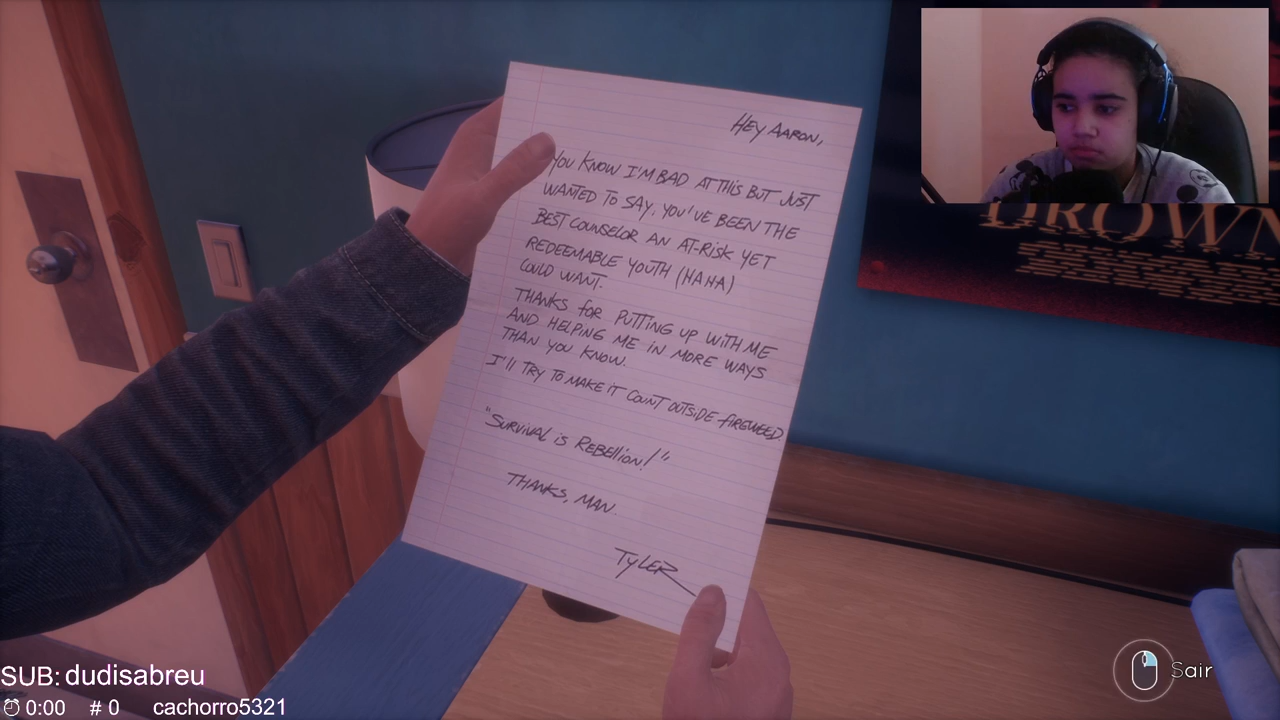 HEY AARON,
YOU KNOW I'M BAD AT THIS BUT JUST
WANTED TO SAY, YOU'VE BEEN THE
BEST COUNSELOR AN AT-RISK YET
REDEEMABLE YOUTH (HAHA)
COULD WANT.
THANKS FOR PUTTING UP WITH ME
AND HELPING ME IN MORE WAYS
THAN YOU KNOW.
I'll TRY TO MAKE IT COUNT OUTSIDE FIREWEED.
"SURVIVAL IS REBELLION!"
THANKS, MAN.
TYLER
DROWN
Sair
SUB: dudisabreu
0:00 # 0 cachorro5321